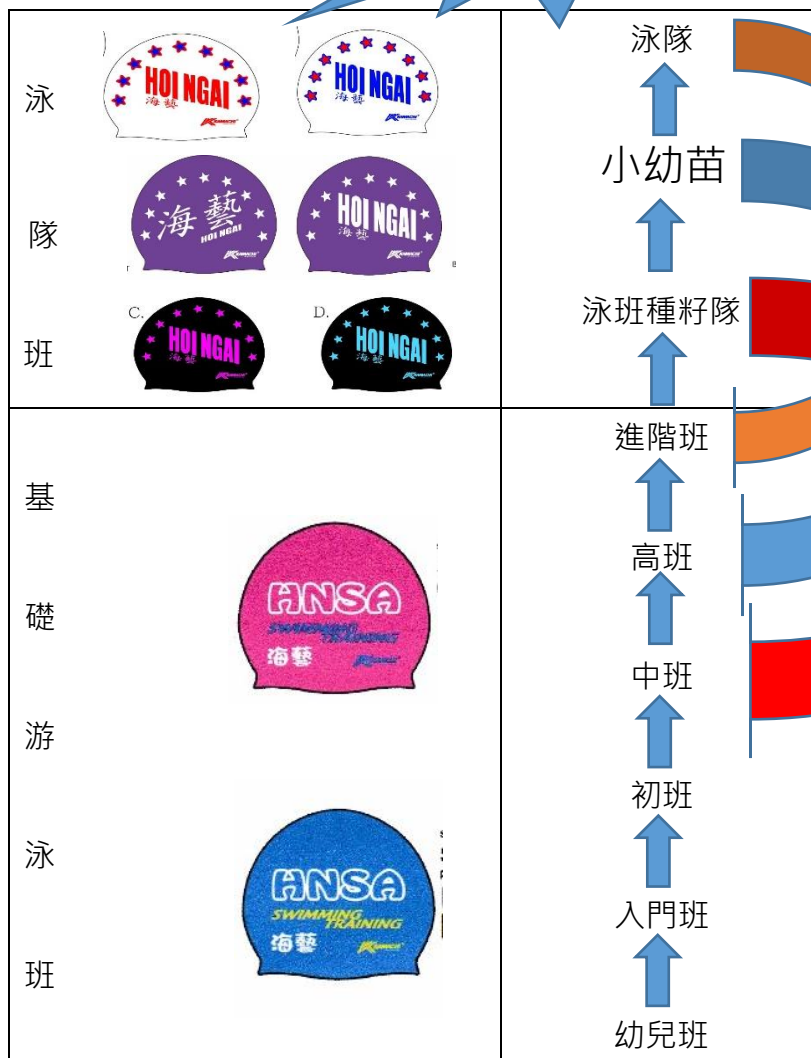 泳隊班
HOI NGAI
海藝
HOI NGAI
海藝
海藝
HOI NGAI
HOI NGAI
海藝
C.
HOI NGAI
海藝
D.
HOI NGAI
海藝
基礎游泳班
HNSA
SWIMMING
TRAINING
海藝
HNSA
SWIMMING
TRAINING
海藝
泳隊
小幼苗
泳班種籽隊
進階班
高班
中班
初班
入門班
幼兒班